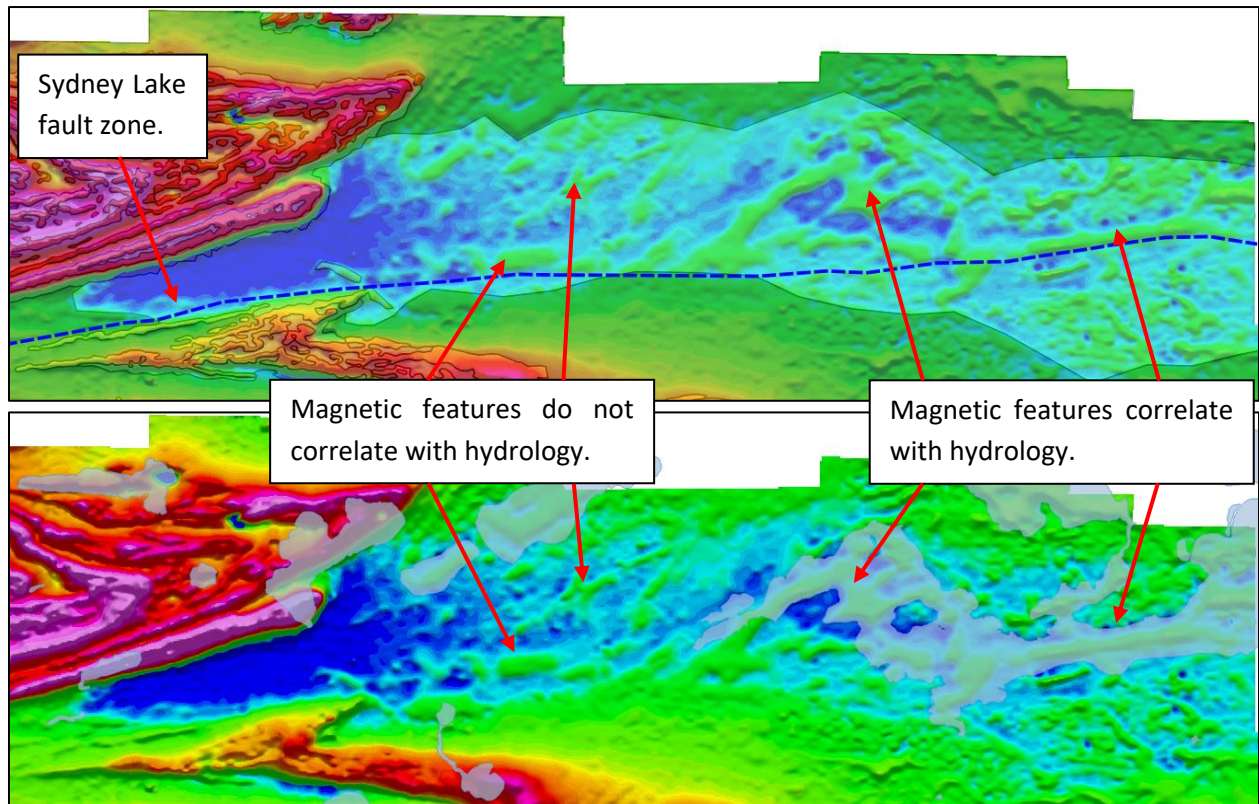 Sydney Lake
fault zone.
Magnetic features do not
correlate with hydrology.
Magnetic features correlate
with hydrology.